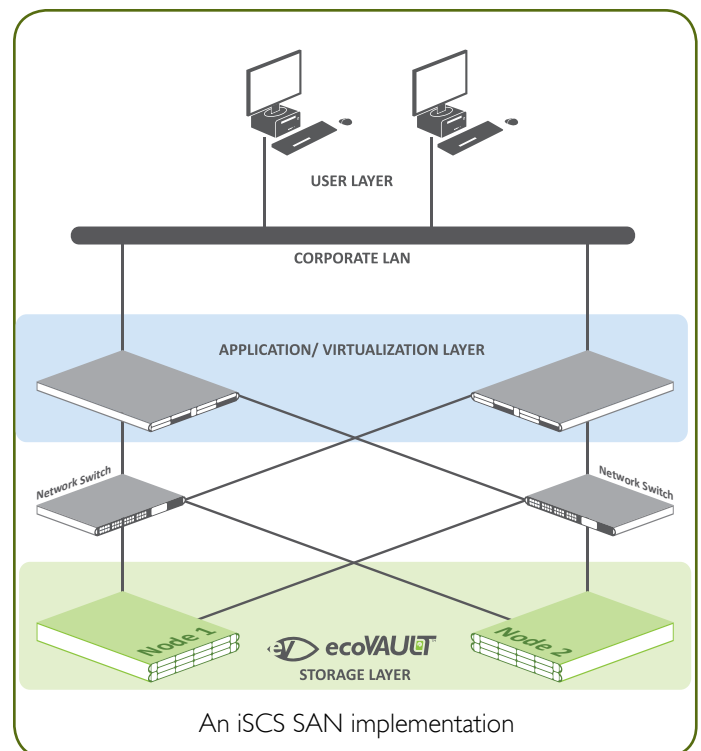 USER LAYER
CORPORATE LAN
APPLICATION/ VIRTUALIZATION LAYER
Network Switch
Network Switch
Node 1
ev ecoVAULT
Node 2
STORAGE LAYER
An iSCS SAN implementation